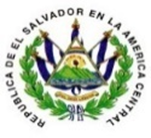 REPUBLICA DE EL SALVADOR EN LA AMERICA CENTRAL